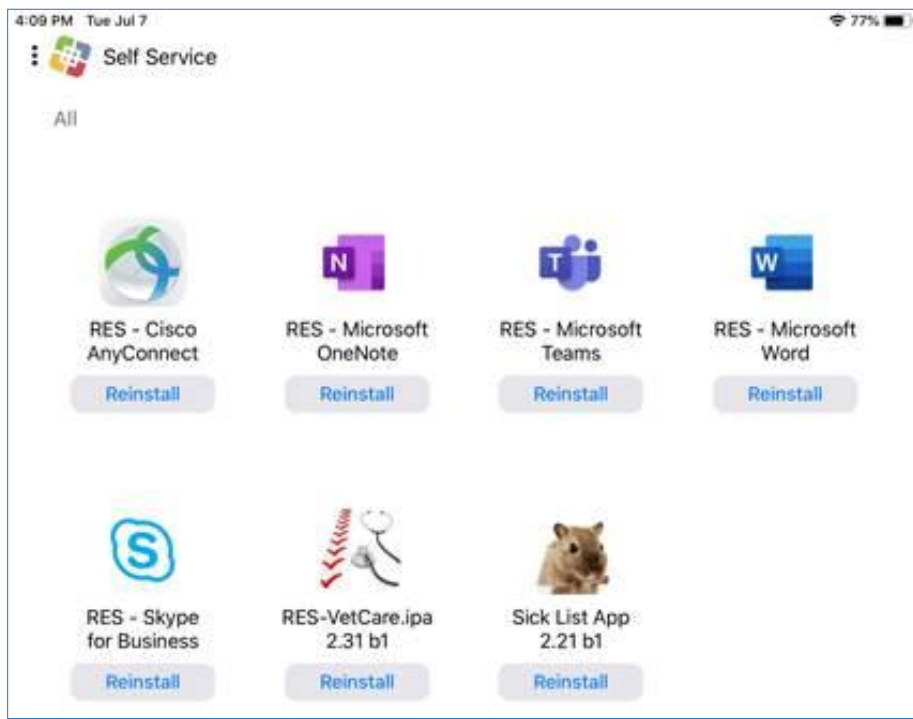 4:09 PM Tue Jul 7
77%
Self Service
All
N
T
W
RES - Cisco
AnyConnect
RES - Microsoft
OneNote
RES - Microsoft
Teams
RES - Microsoft
Word
Reinstall
Reinstall
Reinstall
Reinstall
S
RES - Skype
for Business
RES-VetCare.ipa
2.31 b1
Sick List App
2.21 b1
Reinstall
Reinstall
Reinstall